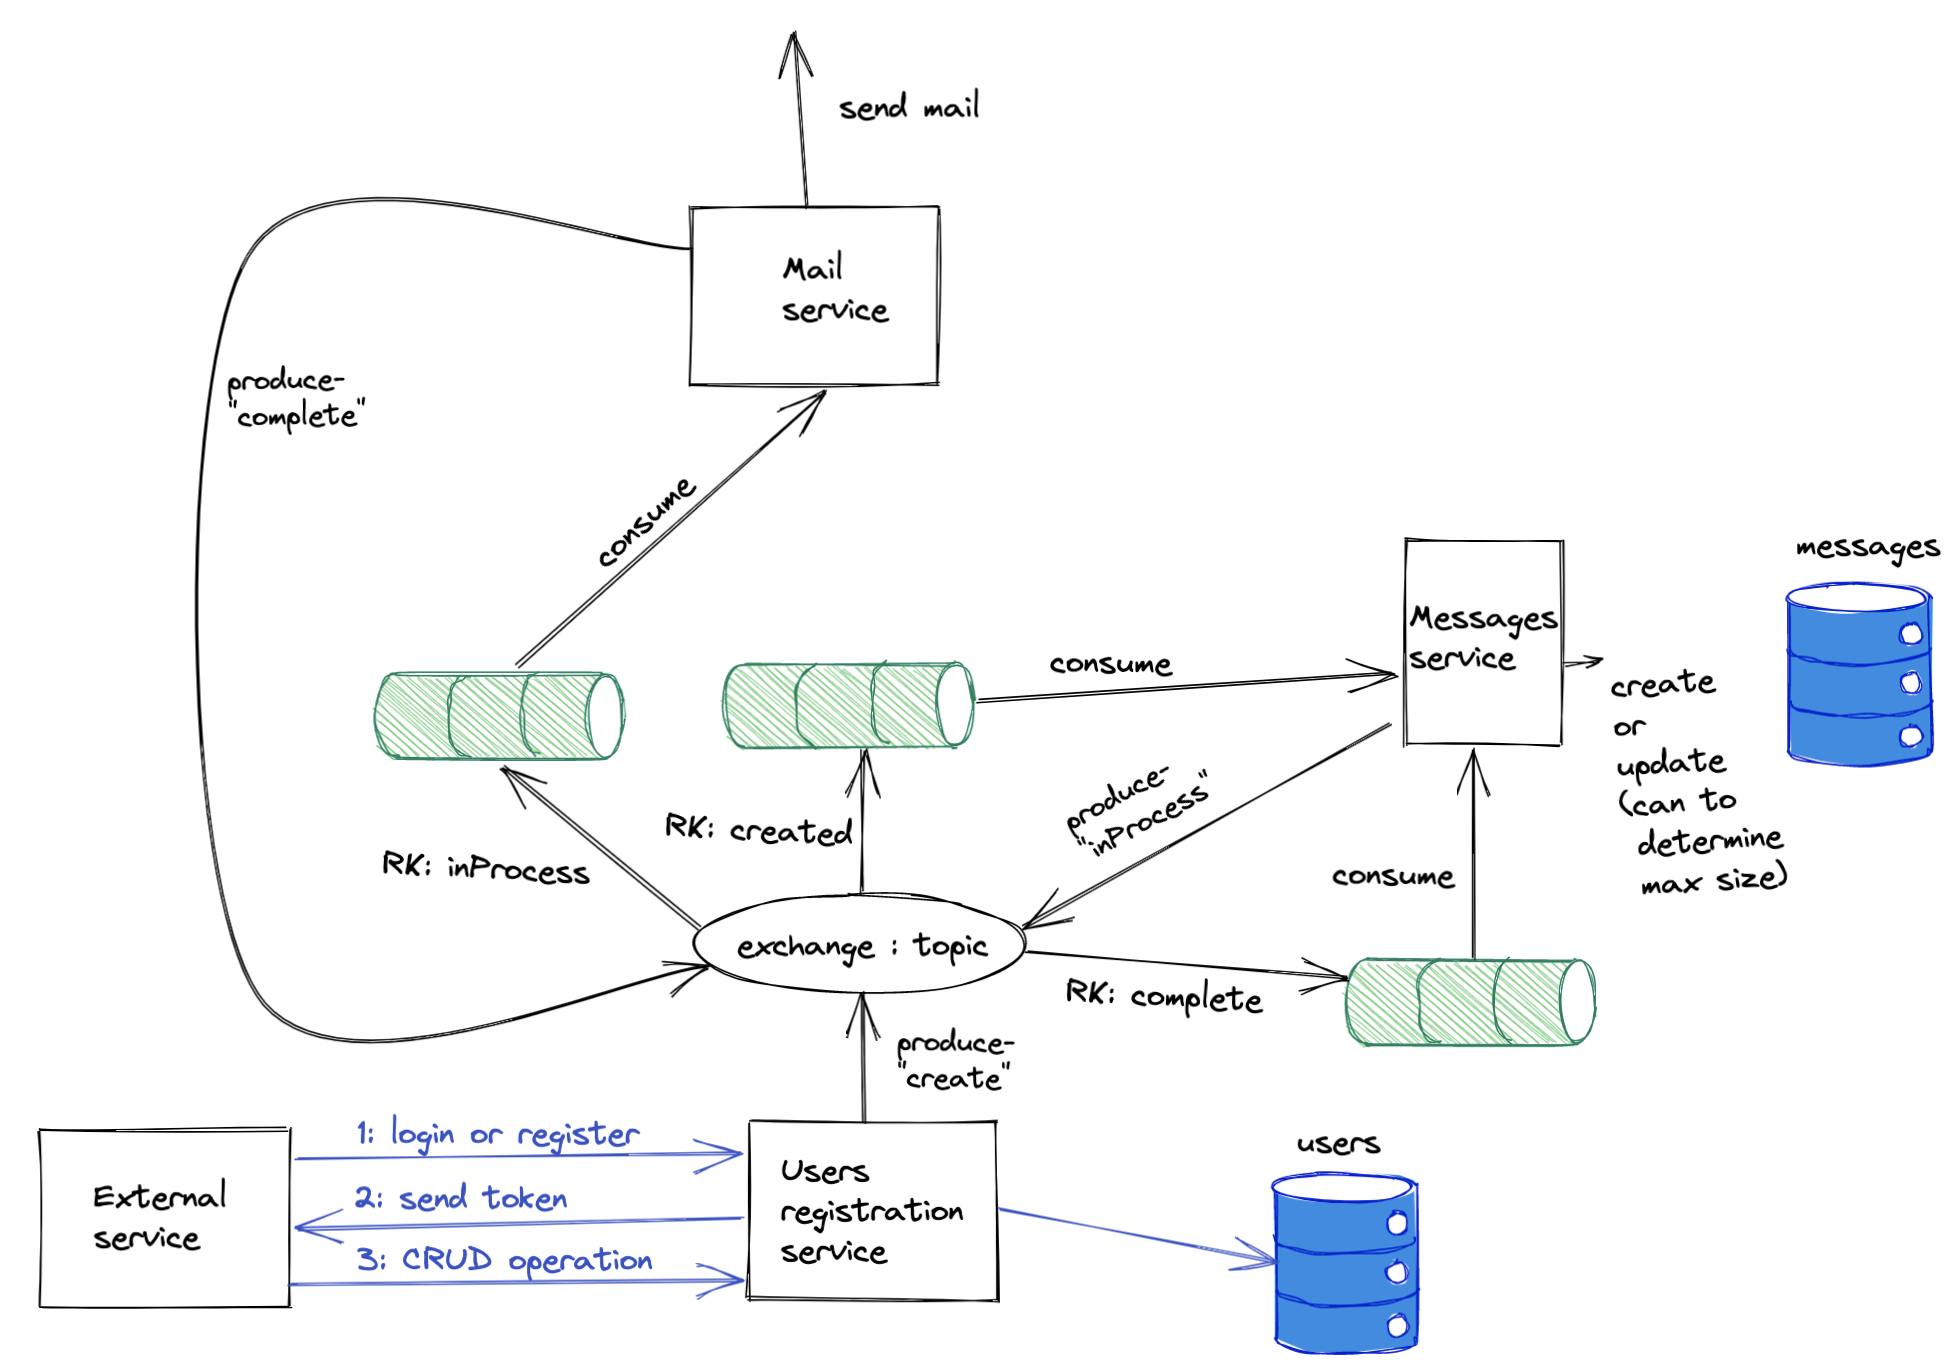 send mail
Mail
service
produce-
"complete"
consume
messages
Messages
service
consume
create
or
update
(can to
determine
max size)
produce-
"inProcess"
RK: created
RK: inProcess
consume
exchange : topic
RK: complete
produce-
"create"
1: login or register
users
External
service
2: send token
Users
registration
service
3: CRUD operation